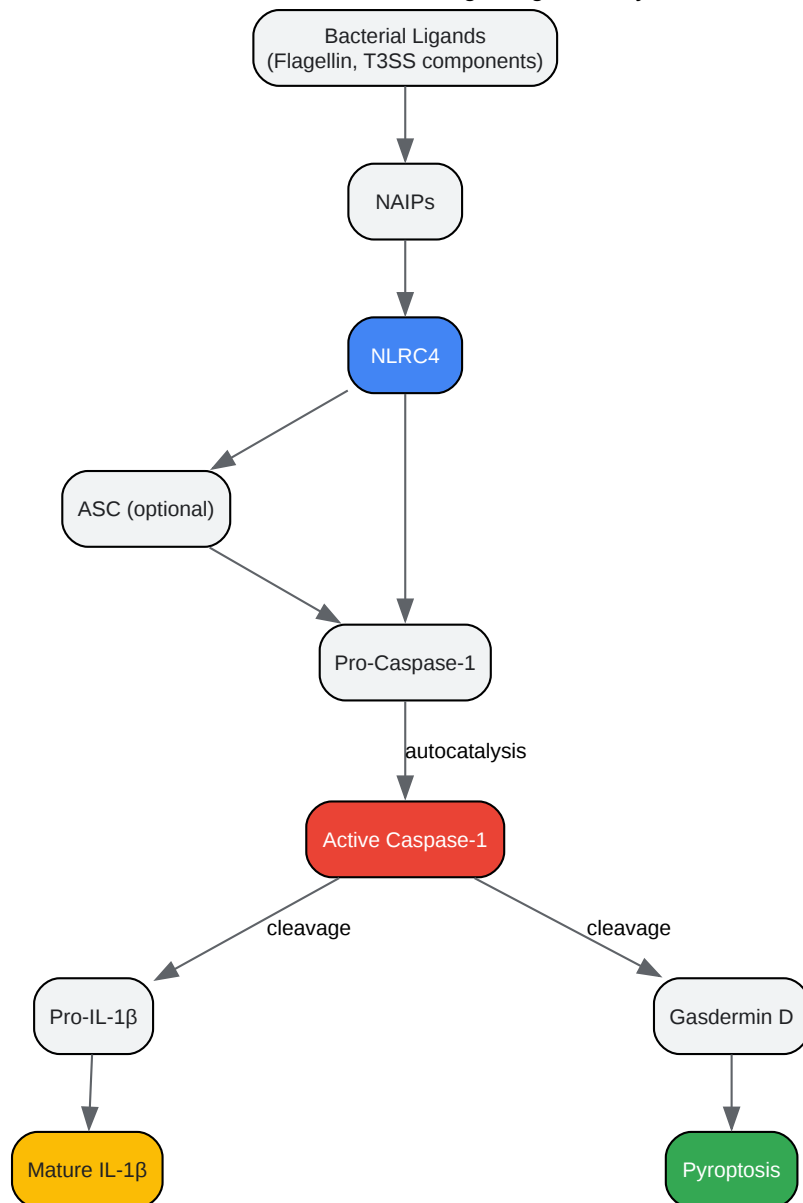 Bacterial Ligands
(Flagellin, T3SS components)
NAIPs
NLRC4
ASC (optional)
Pro-Caspase-1
autocatalysis
Active Caspase-1
cleavage
cleavage
Pro-IL-1β
Gasdermin D
Mature IL-1β
Pyroptosis